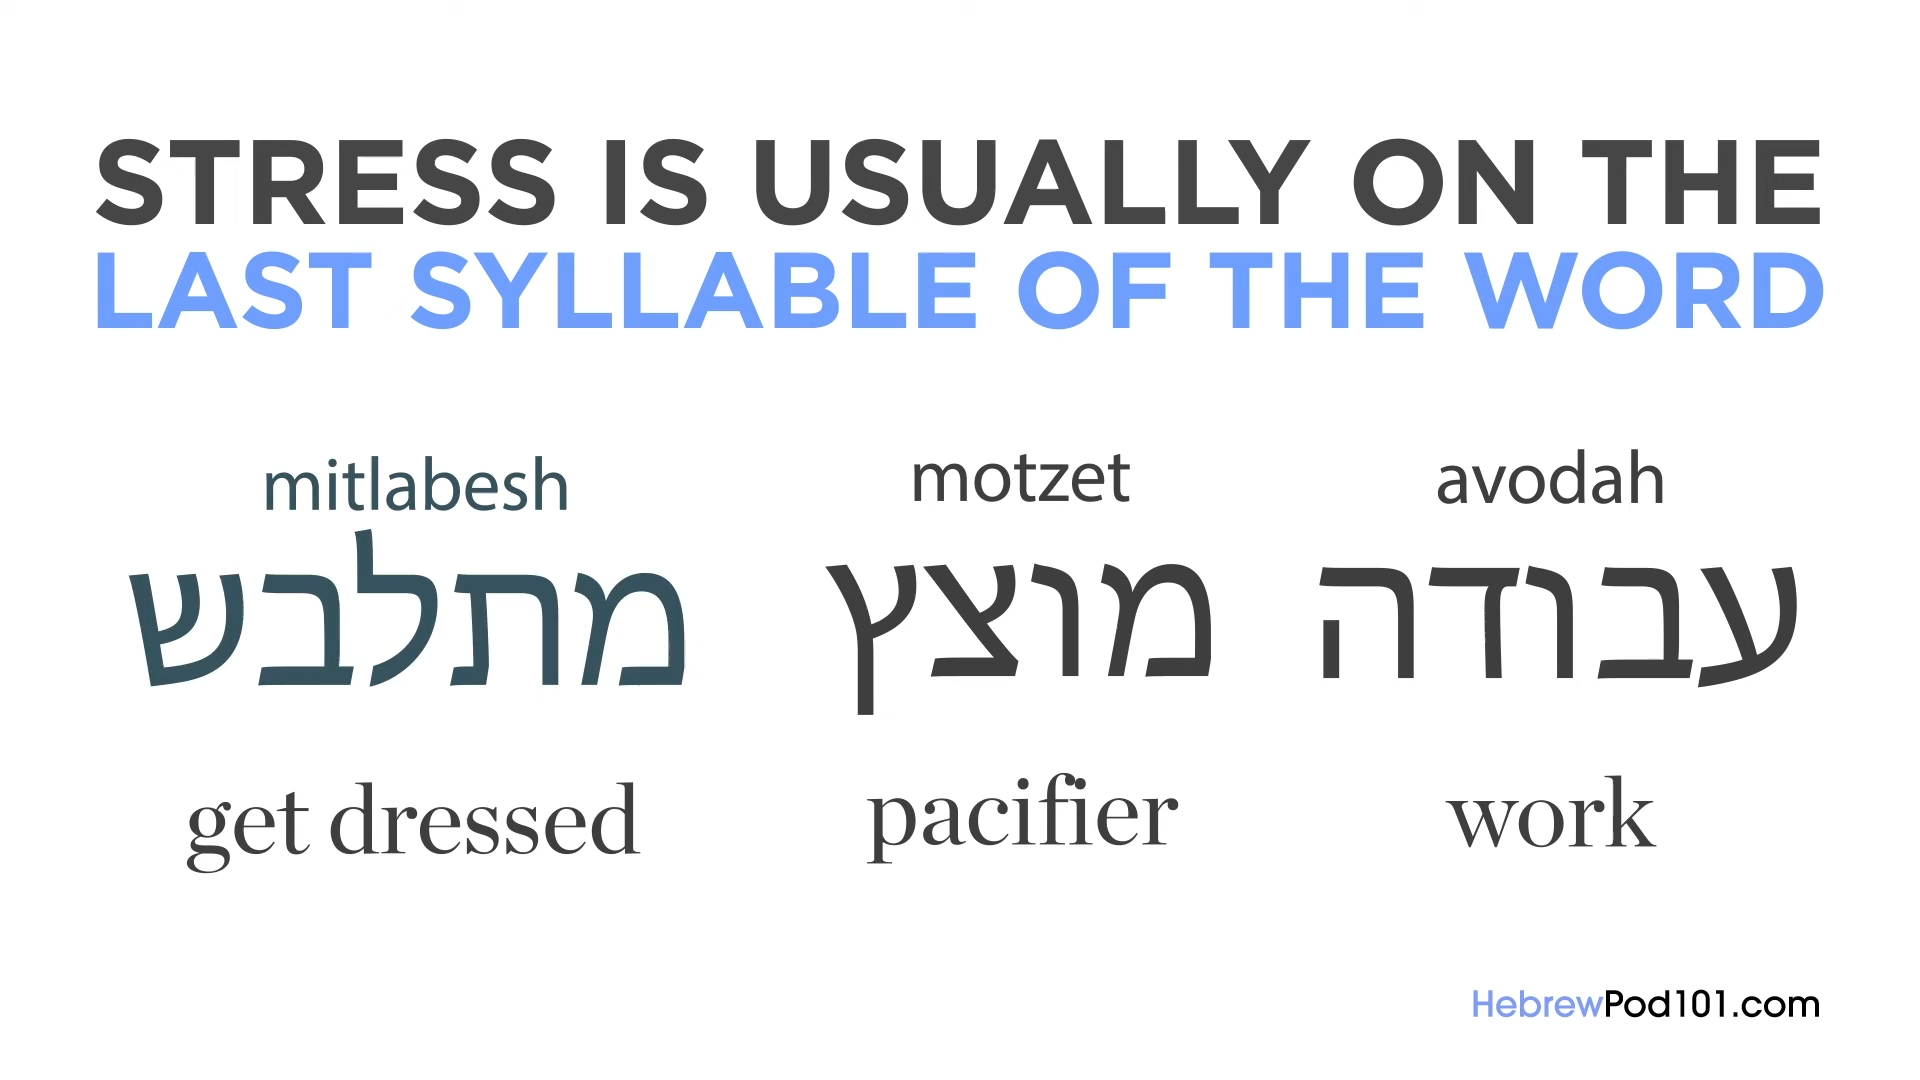 STRESS IS USUALLY ON THE
LAST SYLLABLE OF THE WORD
mitlabesh motzet avodah
מתלבש מוצץ עבודה
get dressed pacifier work
HebrewPod101.com